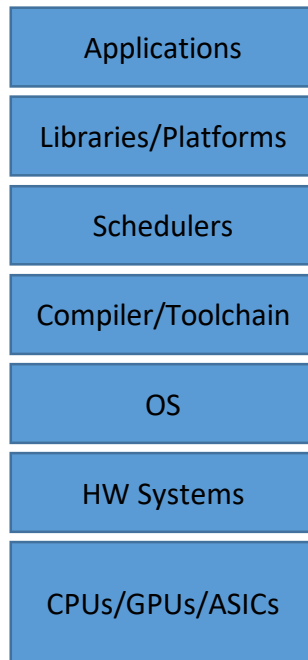 Applications
Libraries/Platforms
Schedulers
Compiler/Toolchain
OS
HW Systems
CPUs/GPUs/ASICs